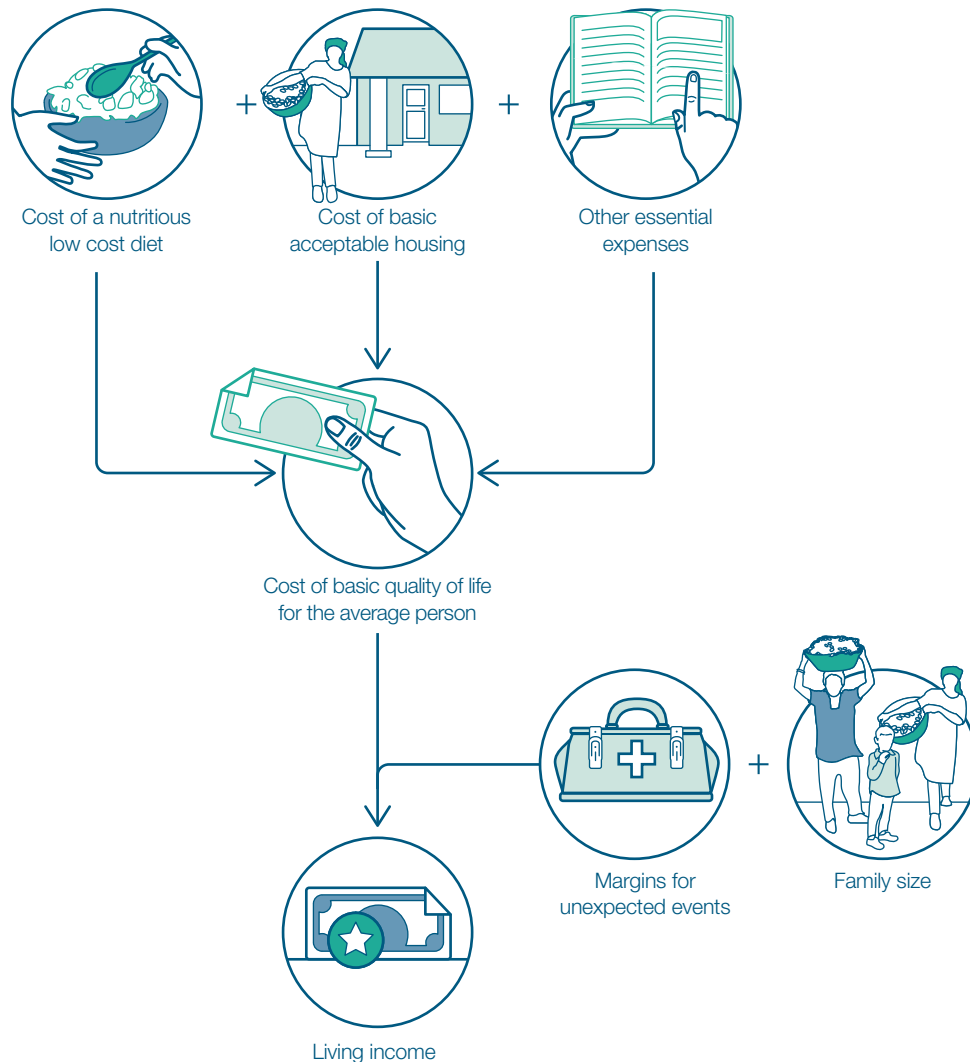 +
+
Cost of a nutritious
low cost diet
Cost of basic
acceptable housing
Other essential
expenses
Cost of basic quality of life
for the average person
+
Margins for
unexpected events
Family size
Living income